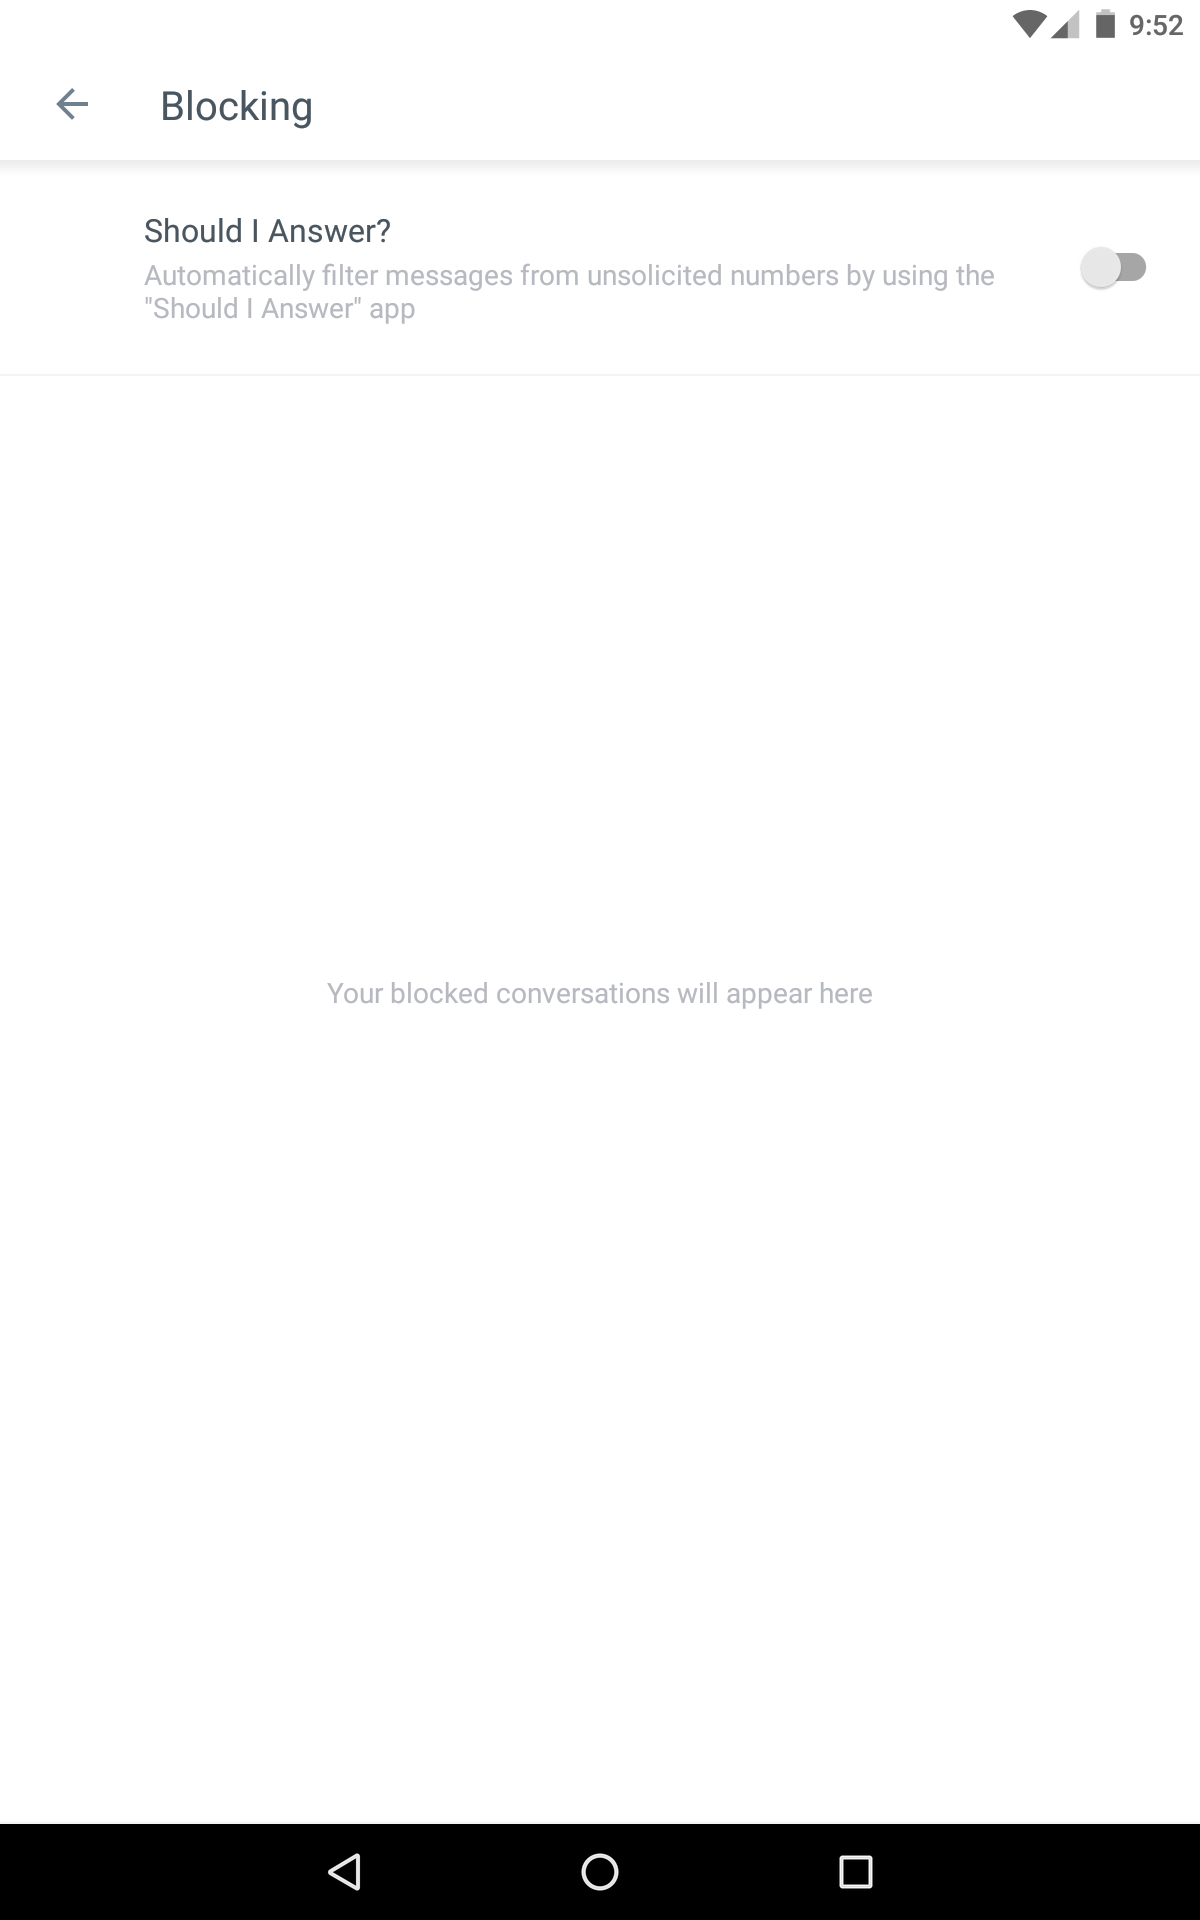 9:52
Blocking
Should I Answer?
Automatically filter messages from unsolicited numbers by using the
"Should I Answer" app
Your blocked conversations will appear here